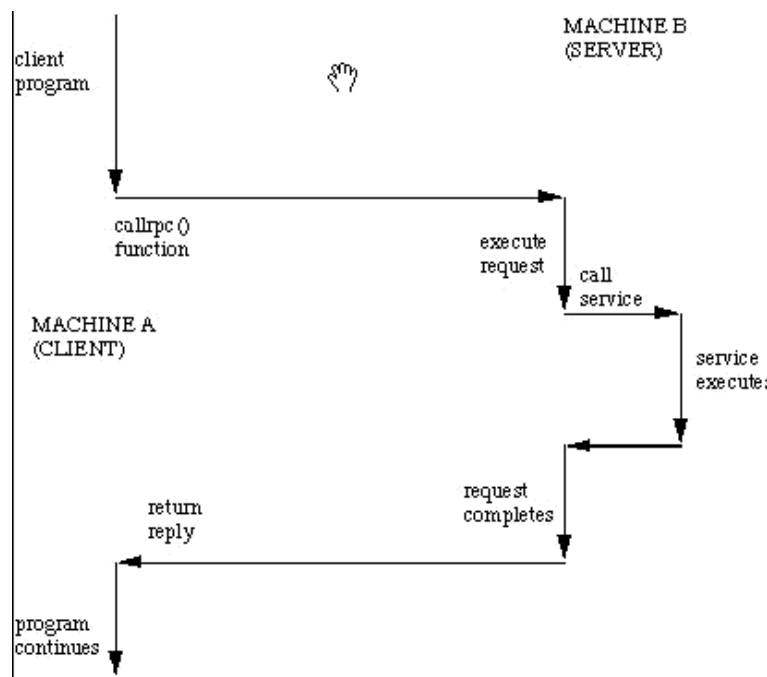 MACHINE B
(SERVER)
client
program
callrpc()
function
execute
request
call
service
MACHINE A
(CLIENT)
service
executes
request
completes
return
reply
program
continues